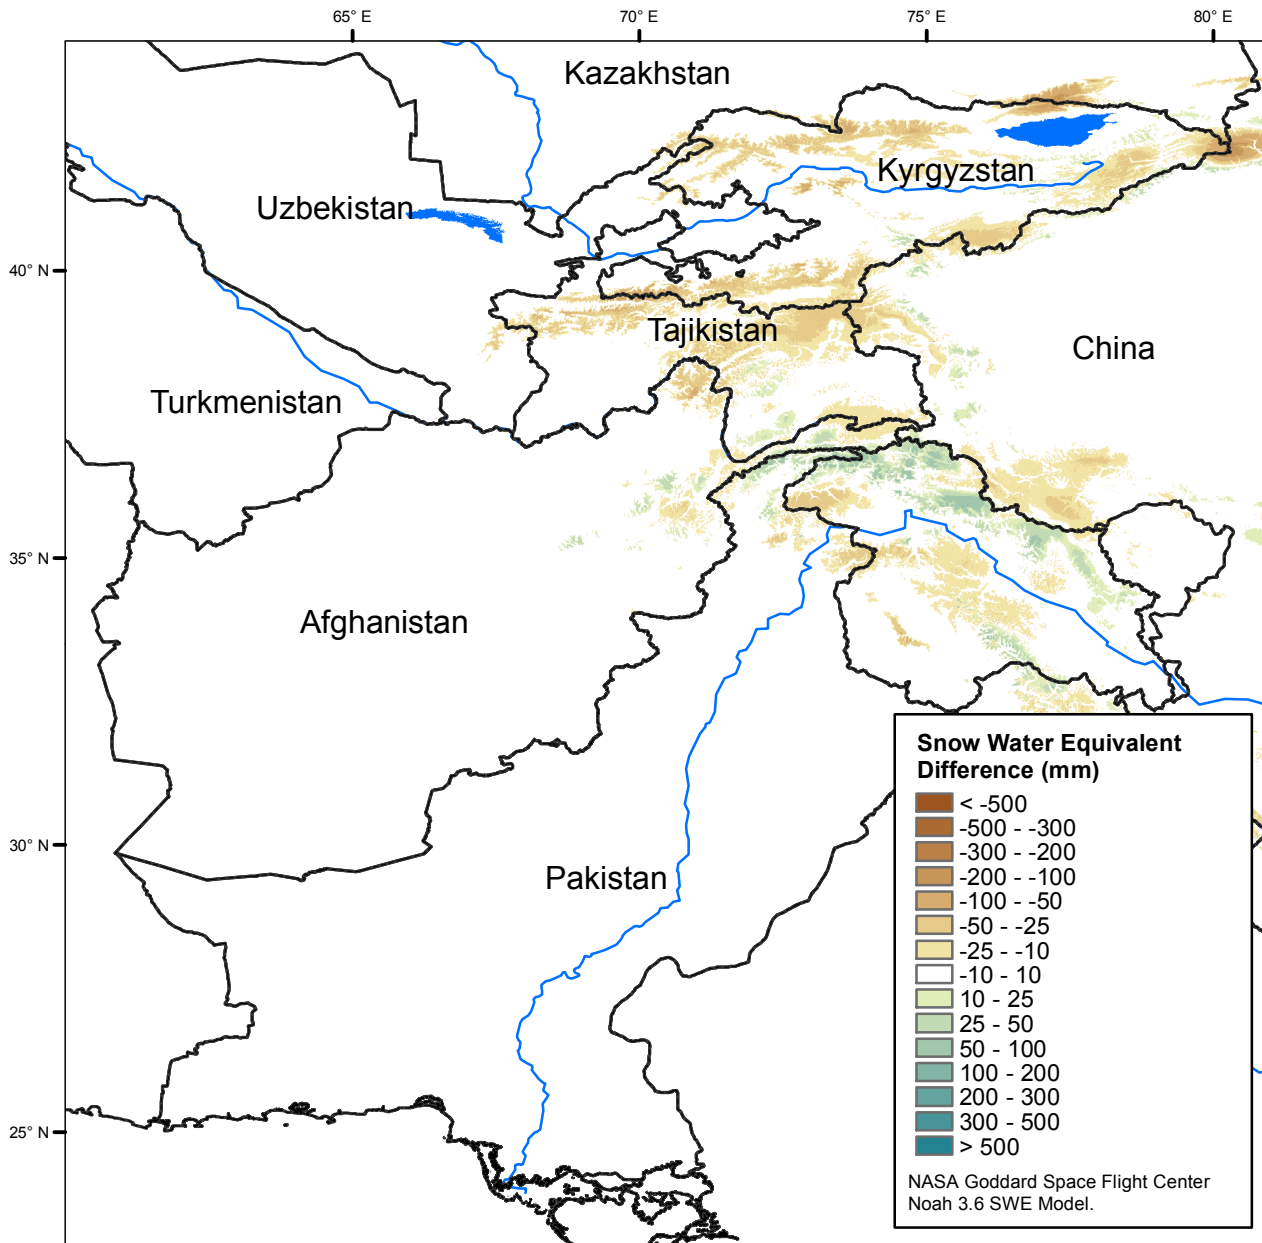 65° E
70° E
75° E
80° E
Kazakhstan
Kyrgyzstan
Uzbekistan
40° N
Tajikistan
China
Turkmenistan
35° N
Afghanistan
Snow Water Equivalent
Difference (mm)
< -500
-500 - -300
-300 - -200
-200 - -100
-100 - -50
-50 - -25
-25 - -10
-10 - 10
10 - 25
25 - 50
50 - 100
100 - 200
200 - 300
300 - 500
> 500
NASA Goddard Space Flight Center
Noah 3.6 SWE Model.
30° N
Pakistan
25° N